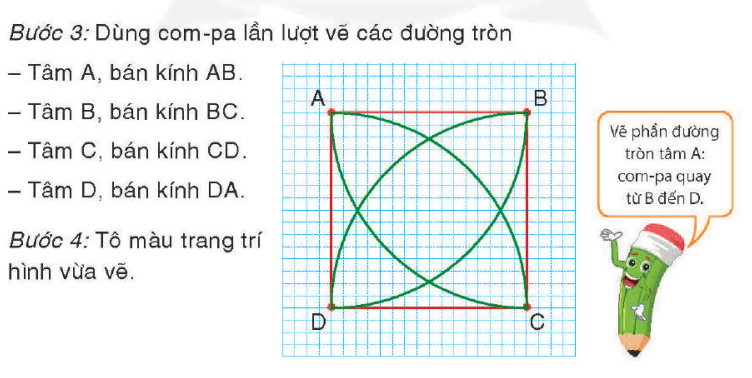 Bước 3: Dùng com-pa lần lượt vẽ các đường tròn
– Tâm A, bán kính AB.
– Tâm B, bán kính BC.
– Tâm C, bán kính CD.
– Tâm D, bán kính DA.
Bước 4: Tô màu trang trí
hình vừa vẽ.
A
B
D
C
Vẽ phần đường
tròn tâm A:
com-pa quay
từ B đến D.